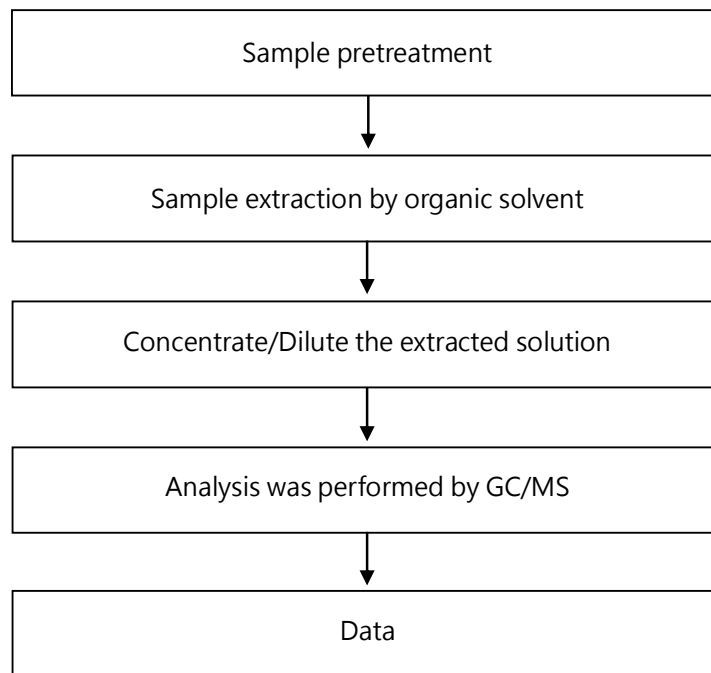 Sample pretreatment
Sample extraction by organic solvent
Concentrate/Dilute the extracted solution
Analysis was performed by GC/MS
Data